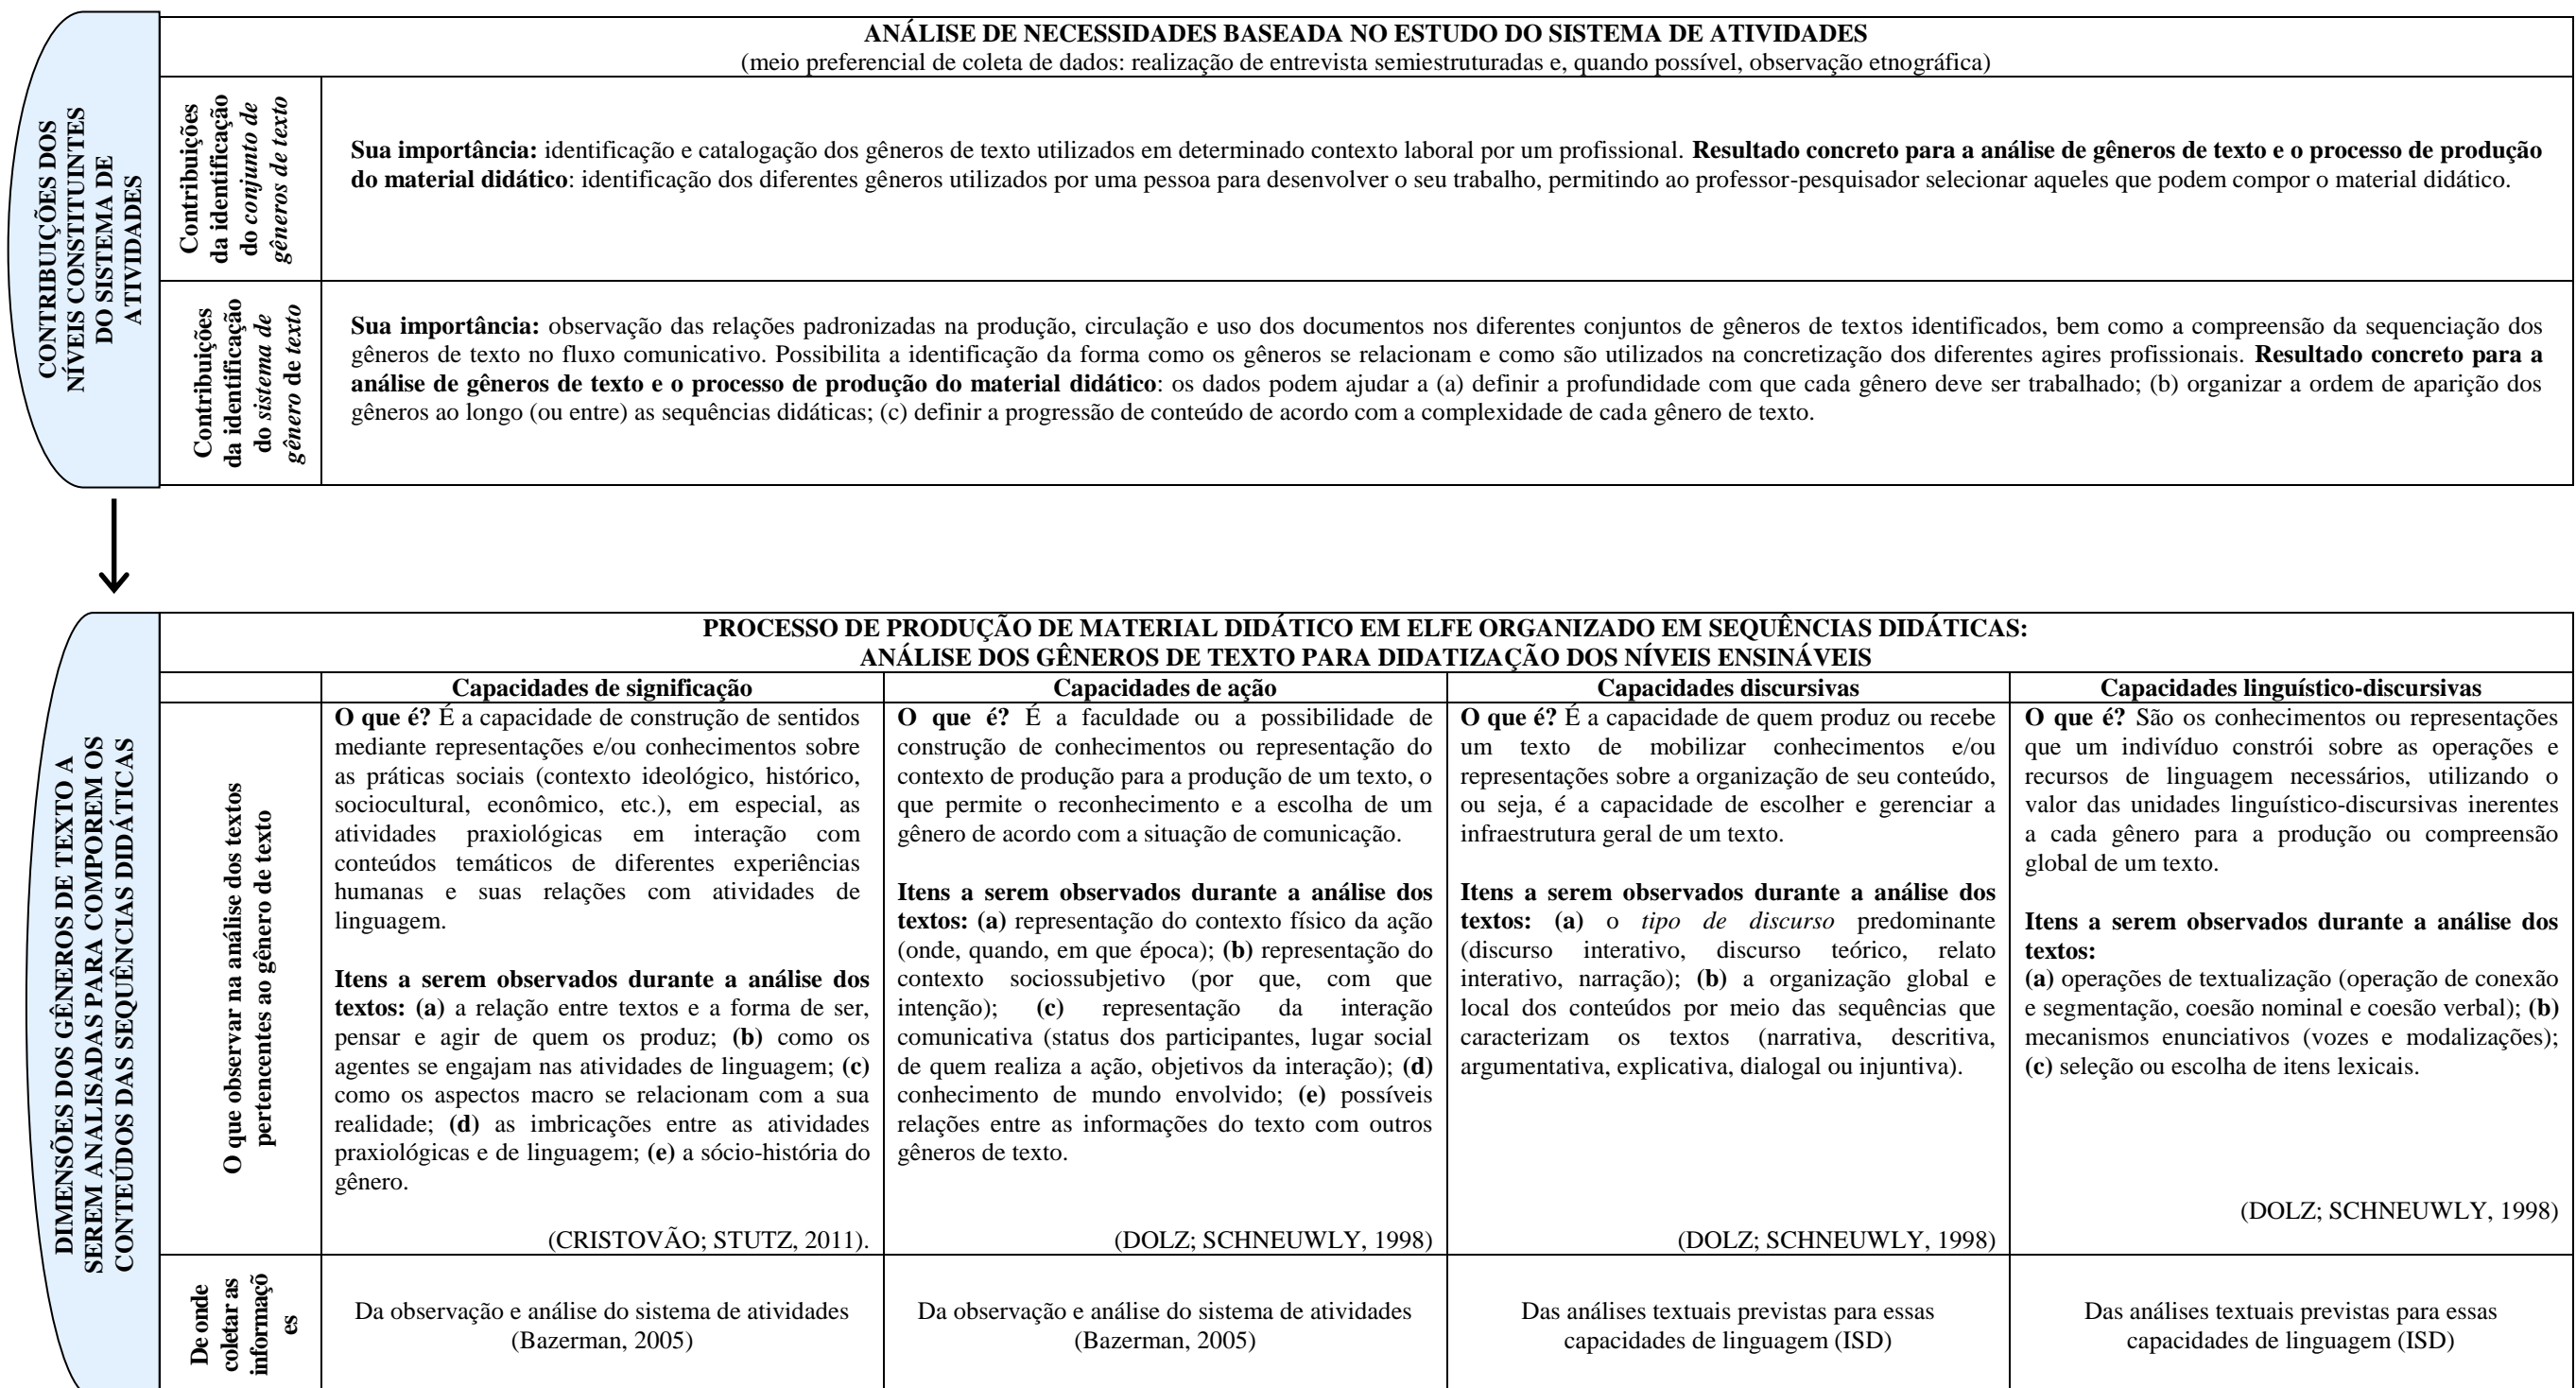 CONTRIBUIÇÕES DOS
NÍVEIS CONSTITUINTES
DO SISTEMA DE
ATIVIDADES
ANÁLISE DE NECESSIDADES BASEADA NO ESTUDO DO SISTEMA DE ATIVIDADES
(meio preferencial de coleta de dados: realização de entrevista semiestruturadas e, quando possível, observação etnográfica)
Contribuições
da identificação
do conjunto de
gêneros de texto
Sua importância: identificação e catalogação dos gêneros de texto utilizados em determinado contexto laboral por um profissional. Resultado concreto para a análise de gêneros de texto e o processo de produção
do material didático: identificação dos diferentes gêneros utilizados por uma pessoa para desenvolver o seu trabalho, permitindo ao professor-pesquisador selecionar aqueles que podem compor o material didático.
Contribuições
da identificação
do sistema de
gênero de texto
Sua importância: observação das relações padronizadas na produção, circulação e uso dos documentos nos diferentes conjuntos de gêneros de textos identificados, bem como a compreensão da sequenciação dos
gêneros de texto no fluxo comunicativo. Possibilita a identificação da forma como os gêneros se relacionam e como são utilizados na concretização dos diferentes agires profissionais. Resultado concreto para a
análise de gêneros de texto e o processo de produção do material didático: os dados podem ajudar a (a) definir a profundidade com que cada gênero deve ser trabalhado; (b) organizar a ordem de aparição dos
gêneros ao longo (ou entre) as sequências didáticas; (c) definir a progressão de conteúdo de acordo com a complexidade de cada gênero de texto.
DIMENSÕES DOS GÊNEROS DE TEXTO A
SEREM ANALISADAS PARA COMPOREM OS
CONTEÚDOS DAS SEQUÊNCIAS DIDÁTICAS
PROCESSO DE PRODUÇÃO DE MATERIAL DIDÁTICO EM ELFE ORGANIZADO EM SEQUÊNCIAS DIDÁTICAS:
ANÁLISE DOS GÊNEROS DE TEXTO PARA DIDATIZAÇÃO DOS NÍVEIS ENSINÁVEIS
Capacidades de significação
Capacidades de ação
Capacidades discursivas
Capacidades linguístico-discursivas
O que observar na análise dos textos
pertencentes ao gênero de texto
O que é? É a capacidade de construção de sentidos
mediante representações e/ou conhecimentos sobre
as práticas sociais (contexto ideológico, histórico,
sociocultural, econômico, etc.), em especial, as
atividades praxiológicas em interação com
conteúdos temáticos de diferentes experiências
humanas e suas relações com atividades de
linguagem.
Itens a serem observados durante a análise dos
textos: (a) a relação entre textos e a forma de ser,
pensar e agir de quem os produz; (b) como os
agentes se engajam nas atividades de linguagem; (c)
como os aspectos macro se relacionam com a sua
realidade; (d) as imbricações entre as atividades
praxiológicas e de linguagem; (e) a sócio-história do
gênero.
(CRISTOVÃO; STUTZ, 2011).
O que é? É a faculdade ou a possibilidade de
construção de conhecimentos ou representação do
contexto de produção para a produção de um texto, o
que permite o reconhecimento e a escolha de um
gênero de acordo com a situação de comunicação.
Itens a serem observados durante a análise dos
textos: (a) representação do contexto físico da ação
(onde, quando, em que época); (b) representação do
contexto sociossubjetivo (por que, com que
intenção); (c) representação da interação
comunicativa (status dos participantes, lugar social
de quem realiza a ação, objetivos da interação); (d)
conhecimento de mundo envolvido; (e) possíveis
relações entre as informações do texto com outros
gêneros de texto.
(DOLZ; SCHNEUWLY, 1998)
O que é? É a capacidade de quem produz ou recebe
um texto de mobilizar conhecimentos e/ou
representações sobre a organização de seu conteúdo,
ou seja, é a capacidade de escolher e gerenciar a
infraestrutura geral de um texto.
Itens a serem observados durante a análise dos
textos: (a) o tipo de discurso predominante
(discurso interativo, discurso teórico, relato
interativo, narração); (b) a organização global e
local dos conteúdos por meio das sequências que
caracterizam os textos (narrativa, descritiva,
argumentativa, explicativa, dialogal ou injuntiva).
(DOLZ; SCHNEUWLY, 1998)
O que é? São os conhecimentos ou representações
que um indivíduo constrói sobre as operações e
recursos de linguagem necessários, utilizando o
valor das unidades linguístico-discursivas inerentes
a cada gênero para a produção ou compreensão
global de um texto.
Itens a serem observados durante a análise dos
textos:
(a) operações de textualização (operação de conexão
e segmentação, coesão nominal e coesão verbal); (b)
mecanismos enunciativos (vozes e modalizações);
(c) seleção ou escolha de itens lexicais.
(DOLZ; SCHNEUWLY, 1998)
De onde
coletar as
informaçõ
es
Da observação e análise do sistema de atividades
(Bazerman, 2005)
Da observação e análise do sistema de atividades
(Bazerman, 2005)
Das análises textuais previstas para essas
capacidades de linguagem (ISD)
Das análises textuais previstas para essas
capacidades de linguagem (ISD)